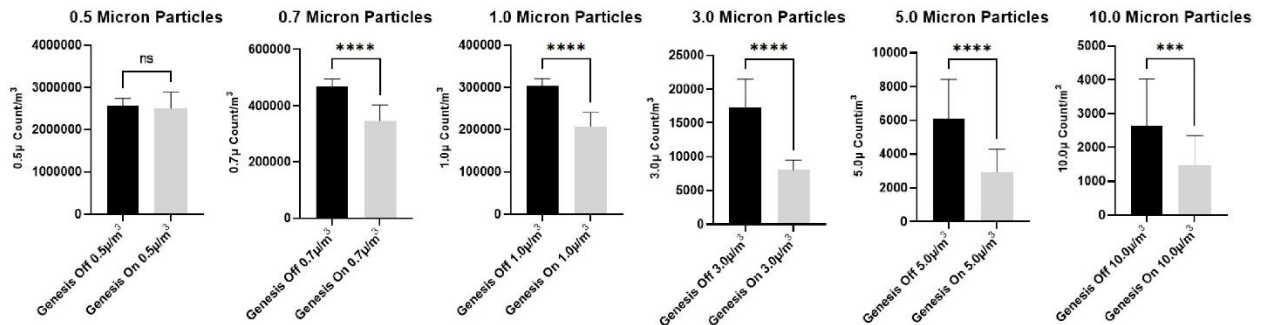 0.5 Micron Particles
4000000
3000000
2000000
1000000
0
0.5µ Count/m³
ns
Genesis Off 0.5µ/m³
Genesis On 0.5µ/m³
0.7 Micron Particles
600000
400000
200000
0
0.7µ Count/m³
****
Genesis Off 0.7µ/m³
Genesis On 0.7µ/m³
1.0 Micron Particles
400000
300000
200000
100000
0
1.0µ Count/m³
****
Genesis Off 1.0µ/m³
Genesis On 1.0µ/m³
3.0 Micron Particles
25000
20000
15000
10000
5000
0
3.0µ Count/m³
****
Genesis Off 3.0µ/m³
Genesis On 3.0µ/m³
5.0 Micron Particles
10000
8000
6000
4000
2000
0
5.0µ Count/m³
****
Genesis Off 5.0µ/m³
Genesis On 5.0µ/m³
10.0 Micron Particles
5000
4000
3000
2000
1000
0
10.0µ Count/m³
***
Genesis Off 10.0µ/m³
Genesis On 10.0µ/m³